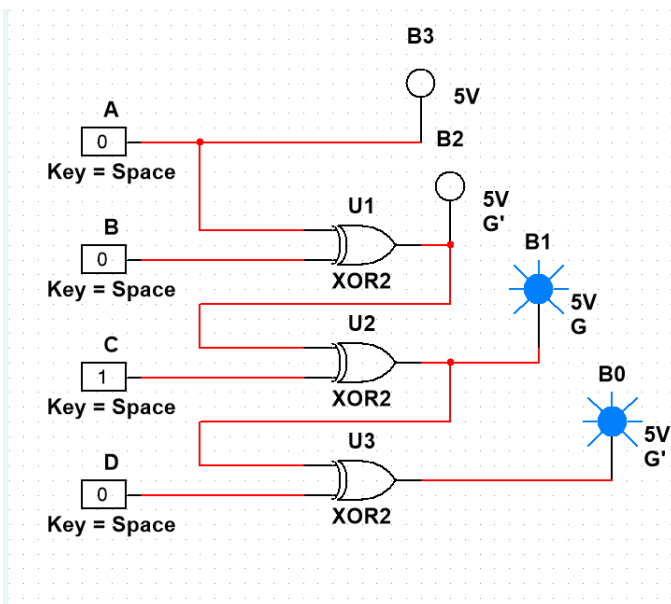 B3
5V
A
0
Key = Space
B2
5V
G'
U1
XOR2
B
0
Key = Space
B1
5V
G
U2
XOR2
C
1
Key = Space
B0
5V
G'
U3
XOR2
D
0
Key = Space